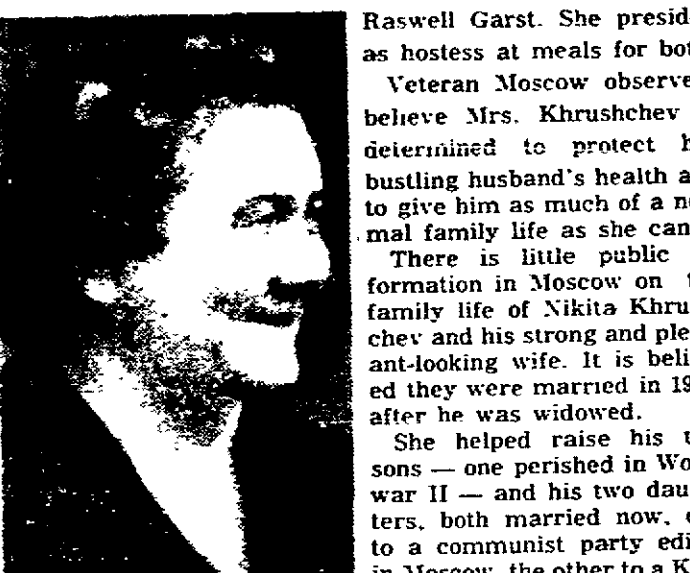 Raswell Garst. She presid
as hostess at meals for bot
Veteran Moscow observe
believe Mrs. Khrushchev
determined to protect h
bustling husband's health a
to give him as much of a no
mal family life as she can
There is little public
formation in Moscow on t
family life of Nikita Khru
chev and his strong and ple
ant-looking wife. It is beli
ed they were married in 19
after he was widowed.
She helped raise his t
sons — one perished in Wo
war II — and his two dau
ters, both married now, o
to a communist party edi
in Moscow, the other to a K